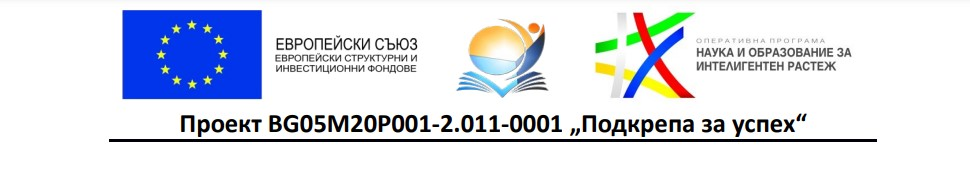 ЕВРОПЕЙСКИ СЪЮЗ
ЕВРОПЕЙСКИ СТРУКТУРНИ И
ИНВЕСТИЦИОННИ ФОНДОВЕ
ОПЕРАТИВНА ПРОГРАМА
НАУКА И ОБРАЗОВАНИЕ ЗА
ИНТЕЛИГЕНТЕН РАСТЕЖ
Проект BG05M20P001-2.011-0001 „Подкрепа за успех“